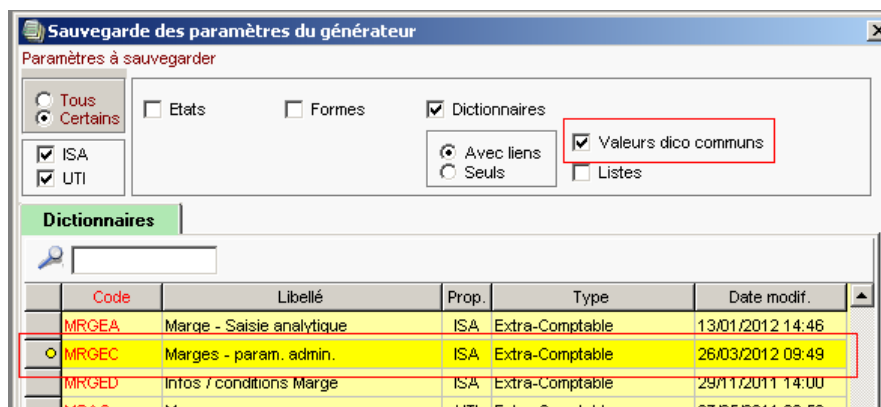 Sauvegarde des paramètres du générateur
Paramètres à sauvegarder
Tous
Certains
Etats
Formes
Dictionnaires
ISA
UTI
Avec liens
Seuls
Valeurs dico communs
Listes
Dictionnaires
Code Libellé Prop. Type Date modif.
MRGEA Marge - Saisie analytique ISA Extra-Comptable 13/01/2012 14:46
MRGEC Marges - param. admin. ISA Extra-Comptable 26/03/2012 09:49
MRGED Infos / conditions Marge ISA Extra-Comptable 29/11/2011 14:00